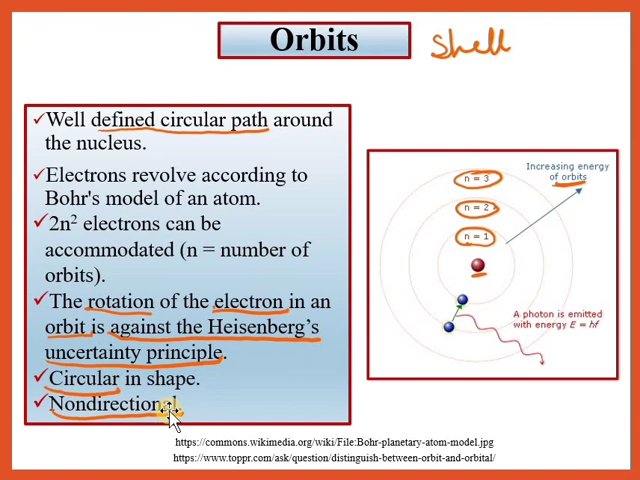 Orbits
Shell
✓Well defined circular path around
the nucleus.
✓Electrons revolve according to
Bohr's model of an atom.
✓2n² electrons can be
accommodated (n = number of
orbits).
✓The rotation of the electron in an
orbit is against the Heisenberg's
uncertainty principle.
✓Circular in shape.
✓Nondirectional.
Increasing energy
of orbits
n = 3
n = 2
n = 1
A photon is emitted
with energy E = hf
https://commons.wikimedia.org/wiki/File:Bohr-planetary-atom-model.jpg
https://www.toppr.com/ask/question/distinguish-between-orbit-and-orbital/